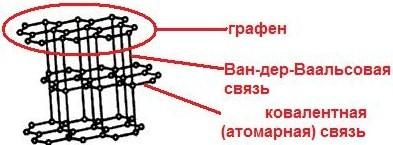 графен
Ван-дер-Ваальсовая
связь
ковалентная
(атомарная) связь